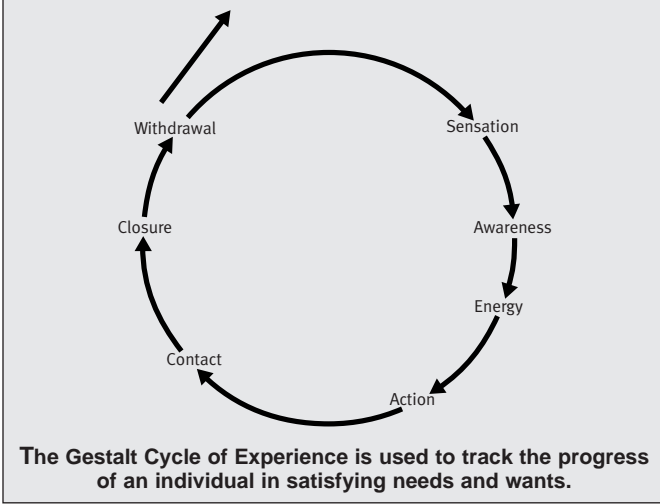 Withdrawal
Sensation
Closure
Awareness
Energy
Contact
Action
The Gestalt Cycle of Experience is used to track the progress
of an individual in satisfying needs and wants.